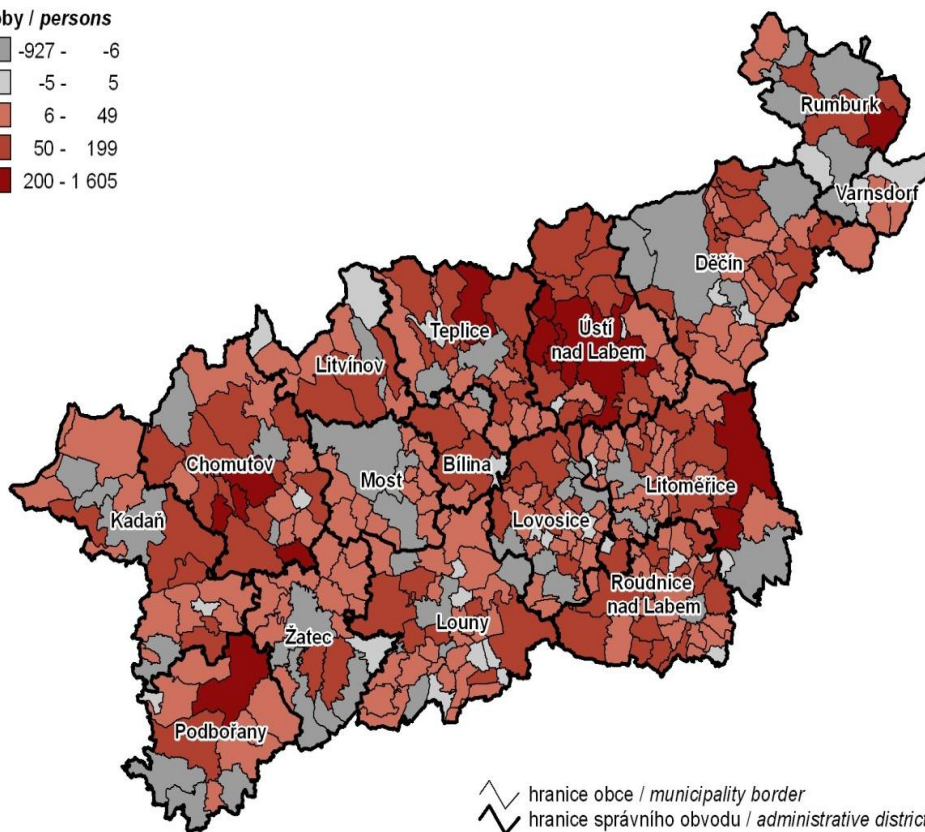 oby / persons
-927 - -6
-5 - 5
6 - 49
50 - 199
200 - 1 605
Rumburk
Varnsdorf
Děčín
Teplice
Ústí
nad Labem
Litvínov
Chomutov
Most
Bílina
Litoměřice
Kadaň
Lovosice
Roudnice
nad Labem
Louny
Žatec
Podbořany
hranice obce / municipality border
hranice správního obvodu / administrative district